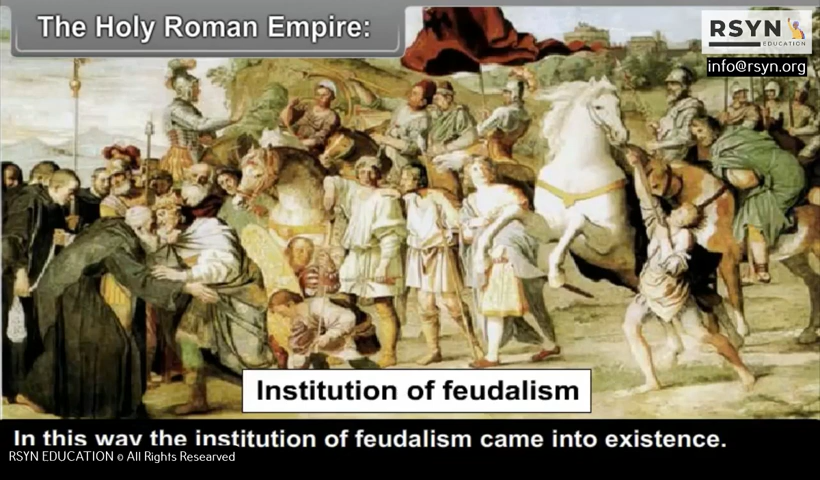 The Holy Roman Empire:
RSYN
EDUCATION
info@rsyn.org
Institution of feudalism
In this way the institution of feudalism came into existence.
RSYN EDUCATION © All Rights Researved